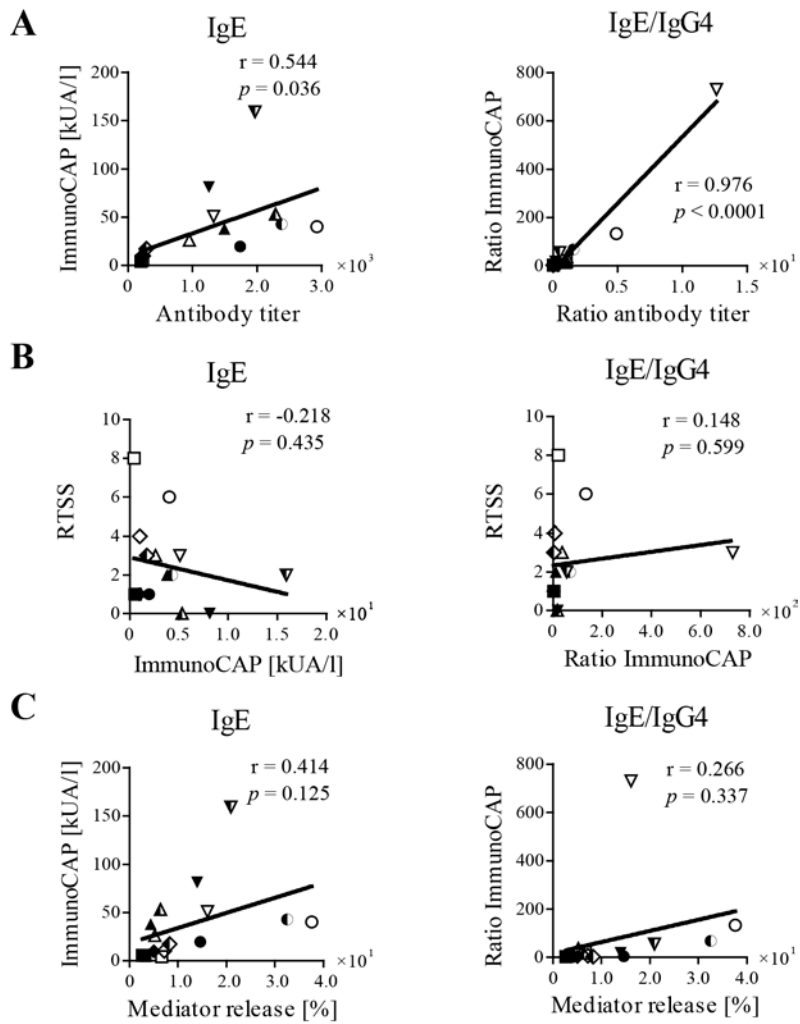 A
IgE
IgE/IgG4
r = 0.544
p = 0.036
ImmunoCAP [kUA/l]
200
150
100
50
0
0
1.0
2.0
3.0
×10³
Antibody titer
Ratio ImmunoCAP
800
600
400
200
0
r = 0.976
p < 0.0001
0
0.5
1.0
1.5
×10¹
Ratio antibody titer
B
IgE
IgE/IgG4
r = -0.218
p = 0.435
RTSS
10
8
6
4
2
0
0
0.5
1.0
1.5
2.0
×10¹
ImmunoCAP [kUA/l]
r = 0.148
p = 0.599
RTSS
10
8
6
4
2
0
0
2.0
4.0
6.0
8.0
×10²
Ratio ImmunoCAP
C
IgE
IgE/IgG4
r = 0.414
p = 0.125
ImmunoCAP [kUA/l]
200
150
100
50
0
0
1.0
2.0
3.0
4.0
×10¹
Mediator release [%]
r = 0.266
p = 0.337
Ratio ImmunoCAP
800
600
400
200
0
0
1.0
2.0
3.0
4.0
×10¹
Mediator release [%]